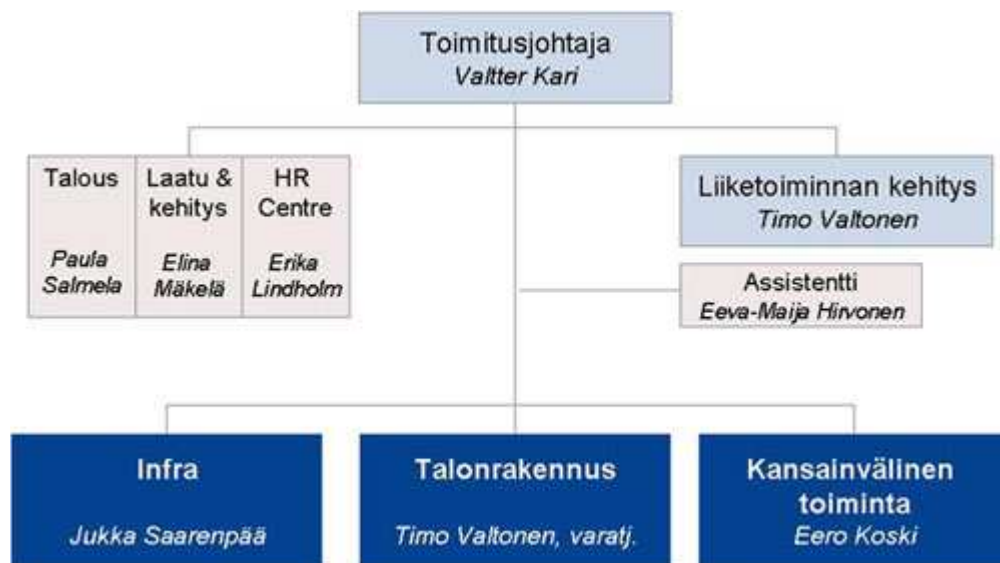 Toimitusjohtaja
Valtter Kari
Talous
Paula
Salmela
Laatu &
kehitys
Elina
Mäkelä
HR
Centre
Erika
Lindholm
Liiketoiminnan kehitys
Timo Valtonen
Assistentti
Eeva-Maija Hirvonen
Infra
Jukka Saarenpää
Talonrakennus
Timo Valtonen, varatj.
Kansainvälinen
toiminta
Eero Koski